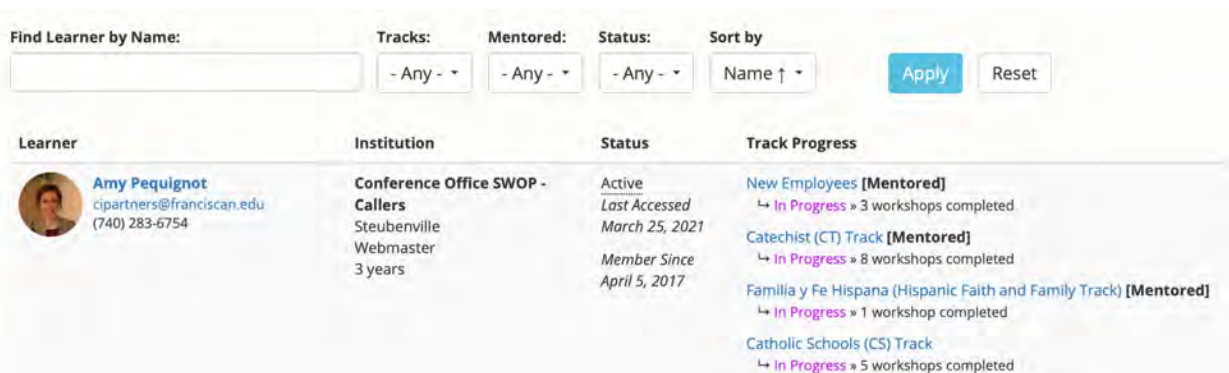 Find Learner by Name: Tracks: Mentored: Status: Sort by
- Any - - Any - - Any - Name ↑ Apply Reset
Learner Institution Status Track Progress
Amy Pequignot
cipartners@franciscan.edu
(740) 283-6754
Conference Office SWOP -
Callers
Steubenville
Webmaster
3 years
Active
Last Accessed
March 25, 2021
Member Since
April 5, 2017
New Employees [Mentored]
↳ In Progress » 3 workshops completed
Catechist (CT) Track [Mentored]
↳ In Progress » 8 workshops completed
Familia y Fe Hispana (Hispanic Faith and Family Track) [Mentored]
↳ In Progress » 1 workshop completed
Catholic Schools (CS) Track
↳ In Progress » 5 workshops completed